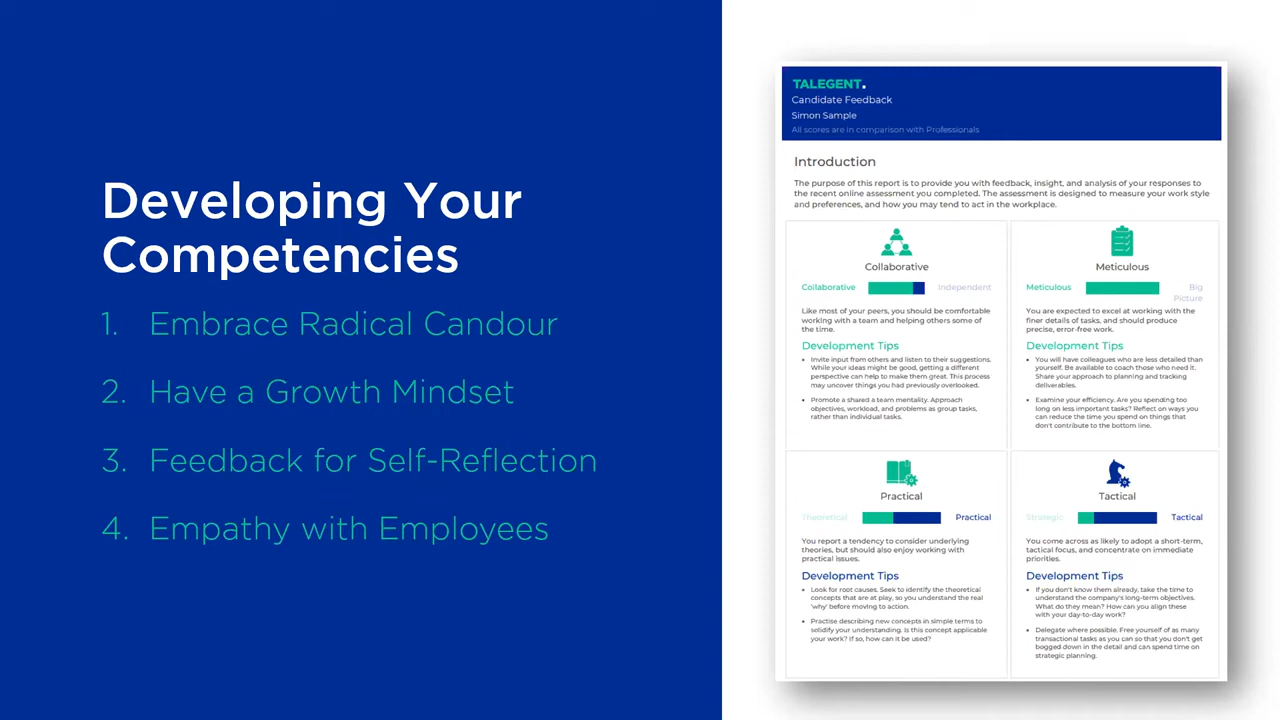 Developing Your
Competencies
1. Embrace Radical Candour
2. Have a Growth Mindset
3. Feedback for Self-Reflection
4. Empathy with Employees
TALEGENT.
Candidate Feedback
Simon Sample
All scores are in comparison with Professionals
Introduction
The purpose of this report is to provide you with feedback, insight, and analysis of your responses to
the recent online assessment you completed. The assessment is designed to measure your work style
and preferences, and how you may tend to act in the workplace.
Collaborative
Collaborative Independent
Like most of your peers, you should be comfortable
working with a team and helping others some of
the time.
Development Tips
• Invite input from others and listen to their suggestions.
While your ideas might be good, getting a different
perspective can help to make them great. This process
may uncover things you had previously overlooked.
• Promote a shared a team mentality. Approach
objectives, workload, and problems as group tasks,
rather than individual tasks.
Meticulous
Meticulous Big
Picture
You are expected to excel at working with the
finer details of tasks, and should produce
precise, error-free work.
Development Tips
• You will have colleagues who are less detailed than
yourself. Be available to coach those who need it.
Share your approach to planning and tracking
deliverables.
• Examine your efficiency. Are you spending too
long on less important tasks? Reflect on ways you
can reduce the time you spend on things that
don't contribute to the bottom line.
Practical
Theoretical Practical
You report a tendency to consider underlying
theories, but should also enjoy working with
practical issues.
Development Tips
• Look for root causes. Seek to identify the theoretical
concepts that are at play, so you understand the real
'why' before moving to action.
• Practise describing new concepts in simple terms to
solidify your understanding. Is this concept applicable
your work? If so, how can it be used?
Tactical
Strategic Tactical
You come across as likely to adopt a short-term,
tactical focus, and concentrate on immediate
priorities.
Development Tips
• If you don't know them already, take the time to
understand the company's long-term objectives.
What do they mean? How can you align these
with your day-to-day work?
• Delegate where possible. Free yourself of as many
transactional tasks as you can so that you don't get
bogged down in the detail and can spend time on
strategic planning.